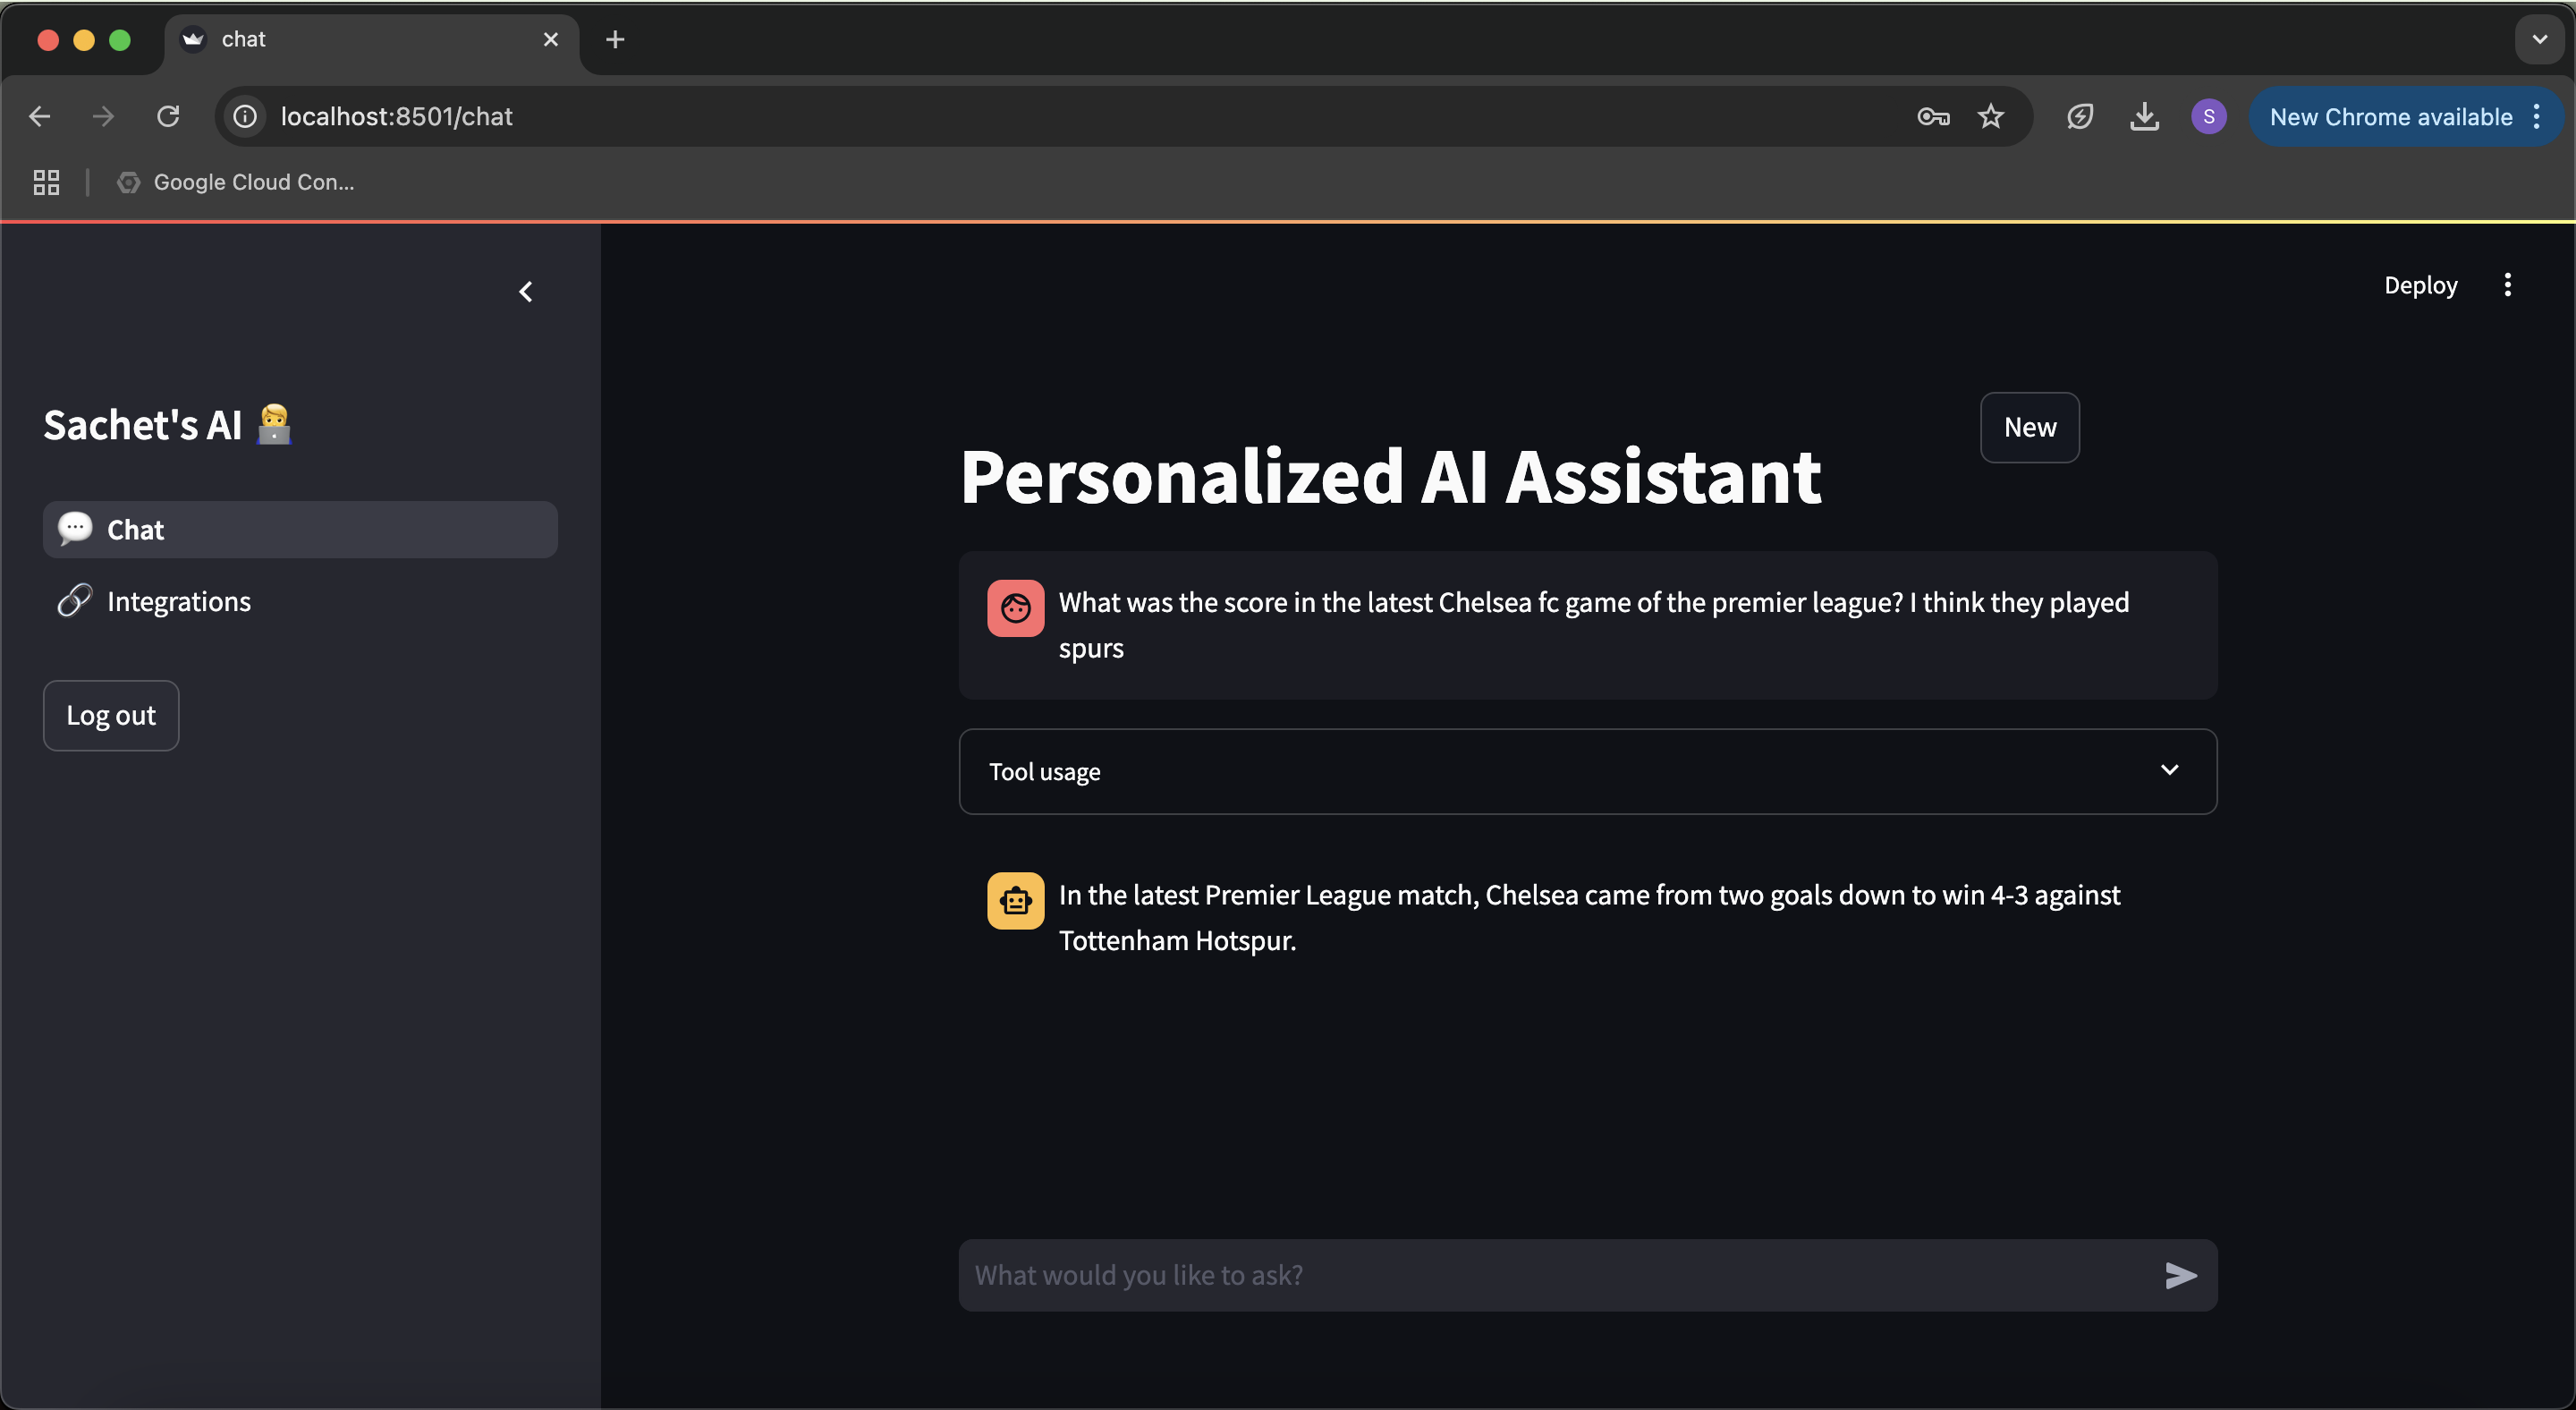 chat
localhost:8501/chat
S
New Chrome available
Google Cloud Con...
Deploy
Sachet's AI
Chat
Integrations
Log out
New
Personalized AI Assistant
What was the score in the latest Chelsea fc game of the premier league? I think they played
spurs
Tool usage
In the latest Premier League match, Chelsea came from two goals down to win 4-3 against
Tottenham Hotspur.
What would you like to ask?